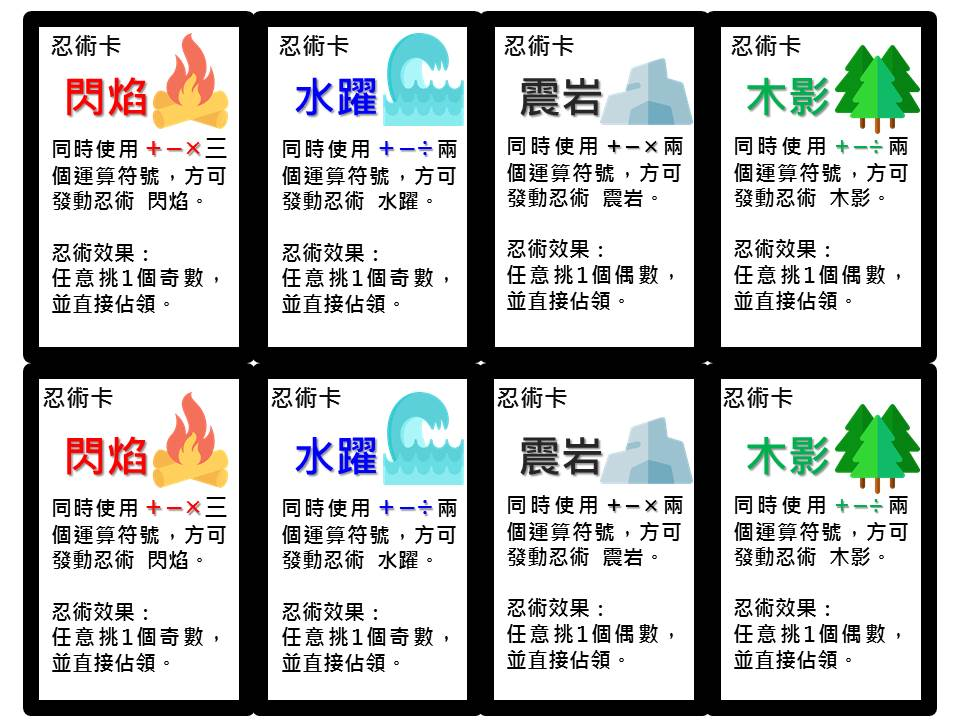 忍術卡
閃焰
同時使用 +−× 三
個運算符號，方可
發動忍術 閃焰。
忍術效果：
任意挑1個奇數，
並直接佔領。
忍術卡
水躍
同時使用 +−÷ 兩
個運算符號，方可
發動忍術 水躍。
忍術效果：
任意挑1個奇數，
並直接佔領。
忍術卡
震岩
同時使用 +−× 兩
個運算符號，方可
發動忍術 震岩。
忍術效果：
任意挑1個偶數，
並直接佔領。
忍術卡
木影
同時使用 +−÷ 兩
個運算符號，方可
發動忍術 木影。
忍術效果：
任意挑1個偶數，
並直接佔領。
忍術卡
閃焰
同時使用 +−× 三
個運算符號，方可
發動忍術 閃焰。
忍術效果：
任意挑1個奇數，
並直接佔領。
忍術卡
水躍
同時使用 +−÷ 兩
個運算符號，方可
發動忍術 水躍。
忍術效果：
任意挑1個奇數，
並直接佔領。
忍術卡
震岩
同時使用 +−× 兩
個運算符號，方可
發動忍術 震岩。
忍術效果：
任意挑1個偶數，
並直接佔領。
忍術卡
木影
同時使用 +−÷ 兩
個運算符號，方可
發動忍術 木影。
忍術效果：
任意挑1個偶數，
並直接佔領。